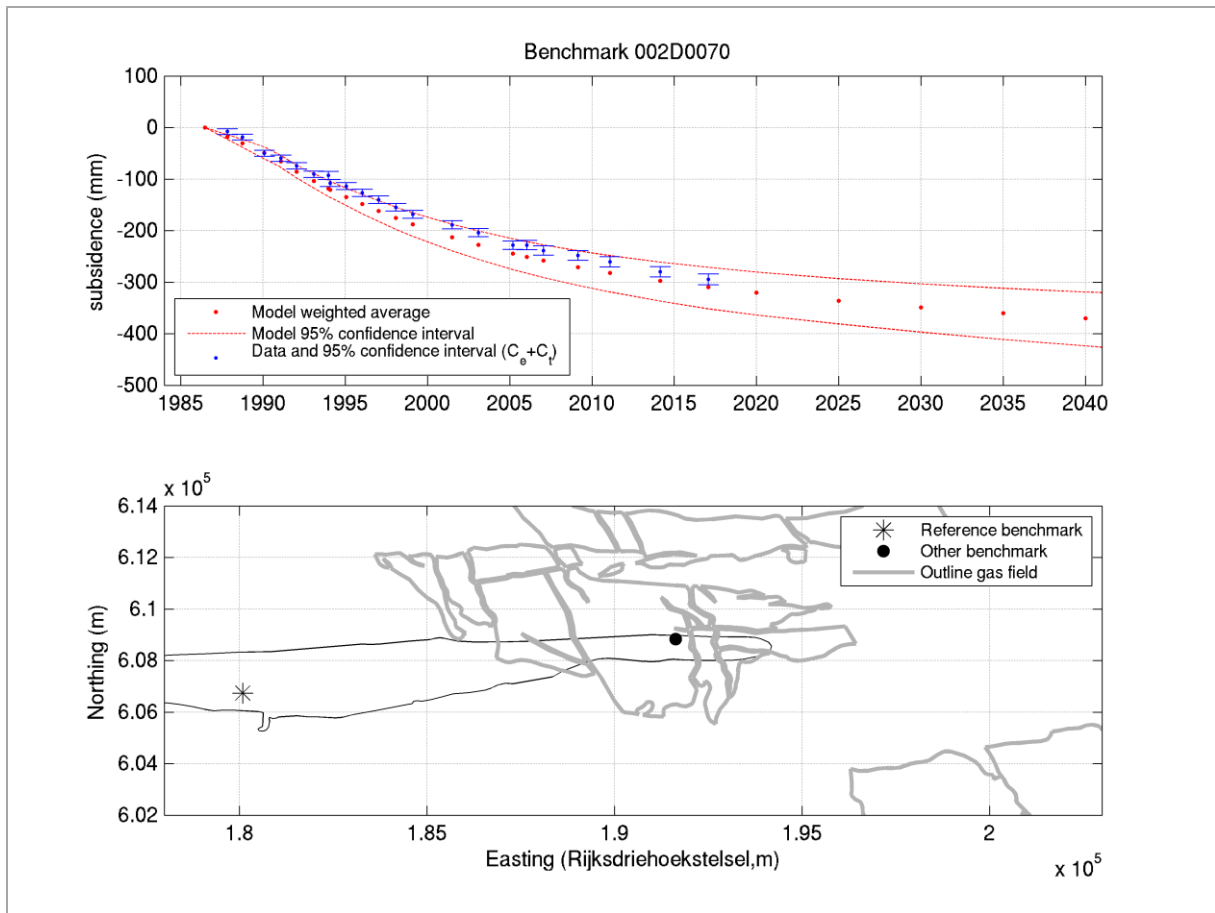 Benchmark 002D0070
100
0
-100
-200
-300
-400
-500
subsidence (mm)
Model weighted average
Model 95% confidence interval
Data and 95% confidence interval (C_e+C_t)
1985 1990 1995 2000 2005 2010 2015 2020 2025 2030 2035 2040
x 10^5
6.14
6.12
6.1
6.08
6.06
6.04
6.02
Northing (m)
Reference benchmark
Other benchmark
Outline gas field
1.8 1.85 1.9 1.95 2
Easting (Rijksdriehoekstelsel,m)
x 10^5